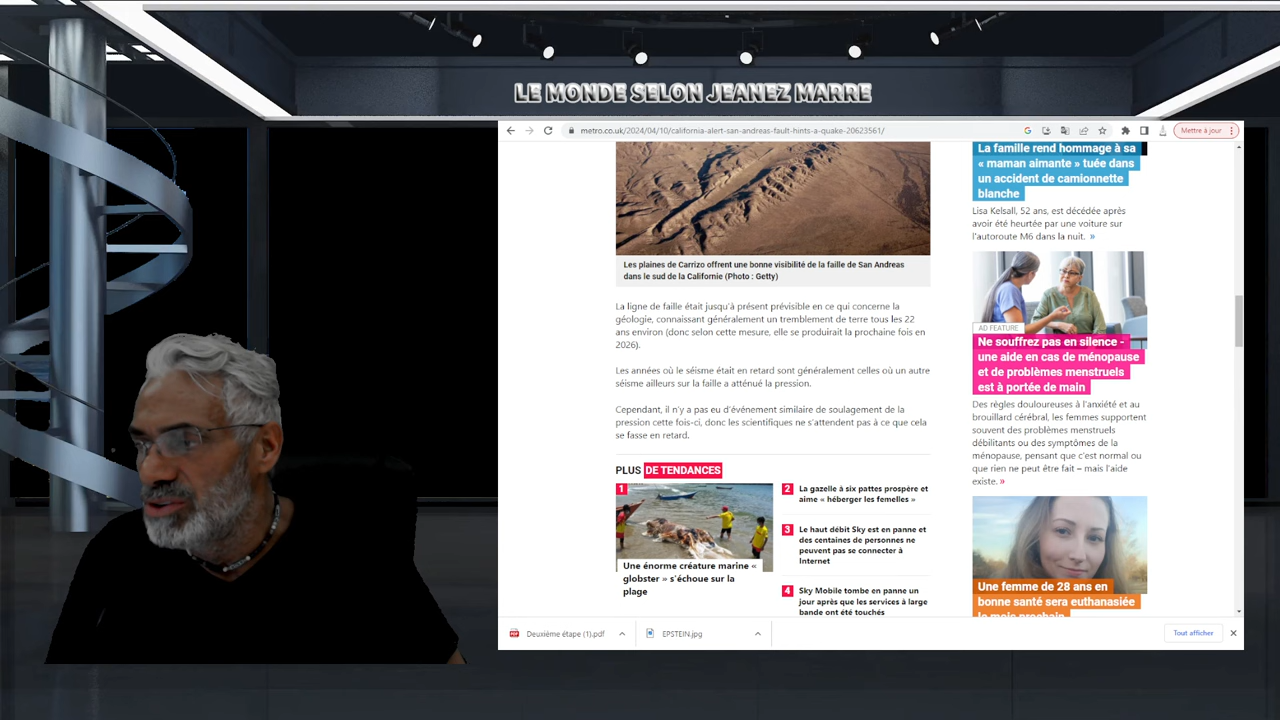 LE MONDE SELON JEANEZ MARRE
metro.co.uk/2024/04/10/california-alert-san-andreas-fault-hints-a-quake-20623561/
Mettre à jour
Les plaines de Carrizo offrent une bonne visibilité de la faille de San Andreas
dans le sud de la Californie (Photo : Getty)
La ligne de faille était jusqu'à présent prévisible en ce qui concerne la
géologie, connaissant généralement un tremblement de terre tous les 22
ans environ (donc selon cette mesure, elle se produirait la prochaine fois en
2026).
Les années où le séisme était en retard sont généralement celles où un autre
séisme ailleurs sur la faille a atténué la pression.
Cependant, il n'y a pas eu d'événement similaire de soulagement de la
pression cette fois-ci, donc les scientifiques ne s'attendent pas à ce que cela
se fasse en retard.
PLUS DE TENDANCES
1
Une énorme créature marine «
globster » s'échoue sur la
plage
2 La gazelle à six pattes prospère et
aime « héberger les femelles »
3 Le haut débit Sky est en panne et
des centaines de personnes ne
peuvent pas se connecter à
Internet
4 Sky Mobile tombe en panne un
jour après que les services à large
bande ont été touchés
La famille rend hommage à sa
« maman aimante » tuée dans
un accident de camionnette
blanche
Lisa Kelsall, 52 ans, est décédée après
avoir été heurtée par une voiture sur
l'autoroute M6 dans la nuit. »
AD FEATURE
Ne souffrez pas en silence -
une aide en cas de ménopause
et de problèmes menstruels
est à portée de main
Des règles douloureuses à l'anxiété et au
brouillard cérébral, les femmes supportent
souvent des problèmes menstruels
débilitants ou des symptômes de la
ménopause, pensant que c'est normal ou
que rien ne peut être fait – mais l'aide
existe. »
Une femme de 28 ans en
bonne santé sera euthanasiée
le mois prochain
Deuxième étape (1).pdf
EPSTEIN.jpg
Tout afficher